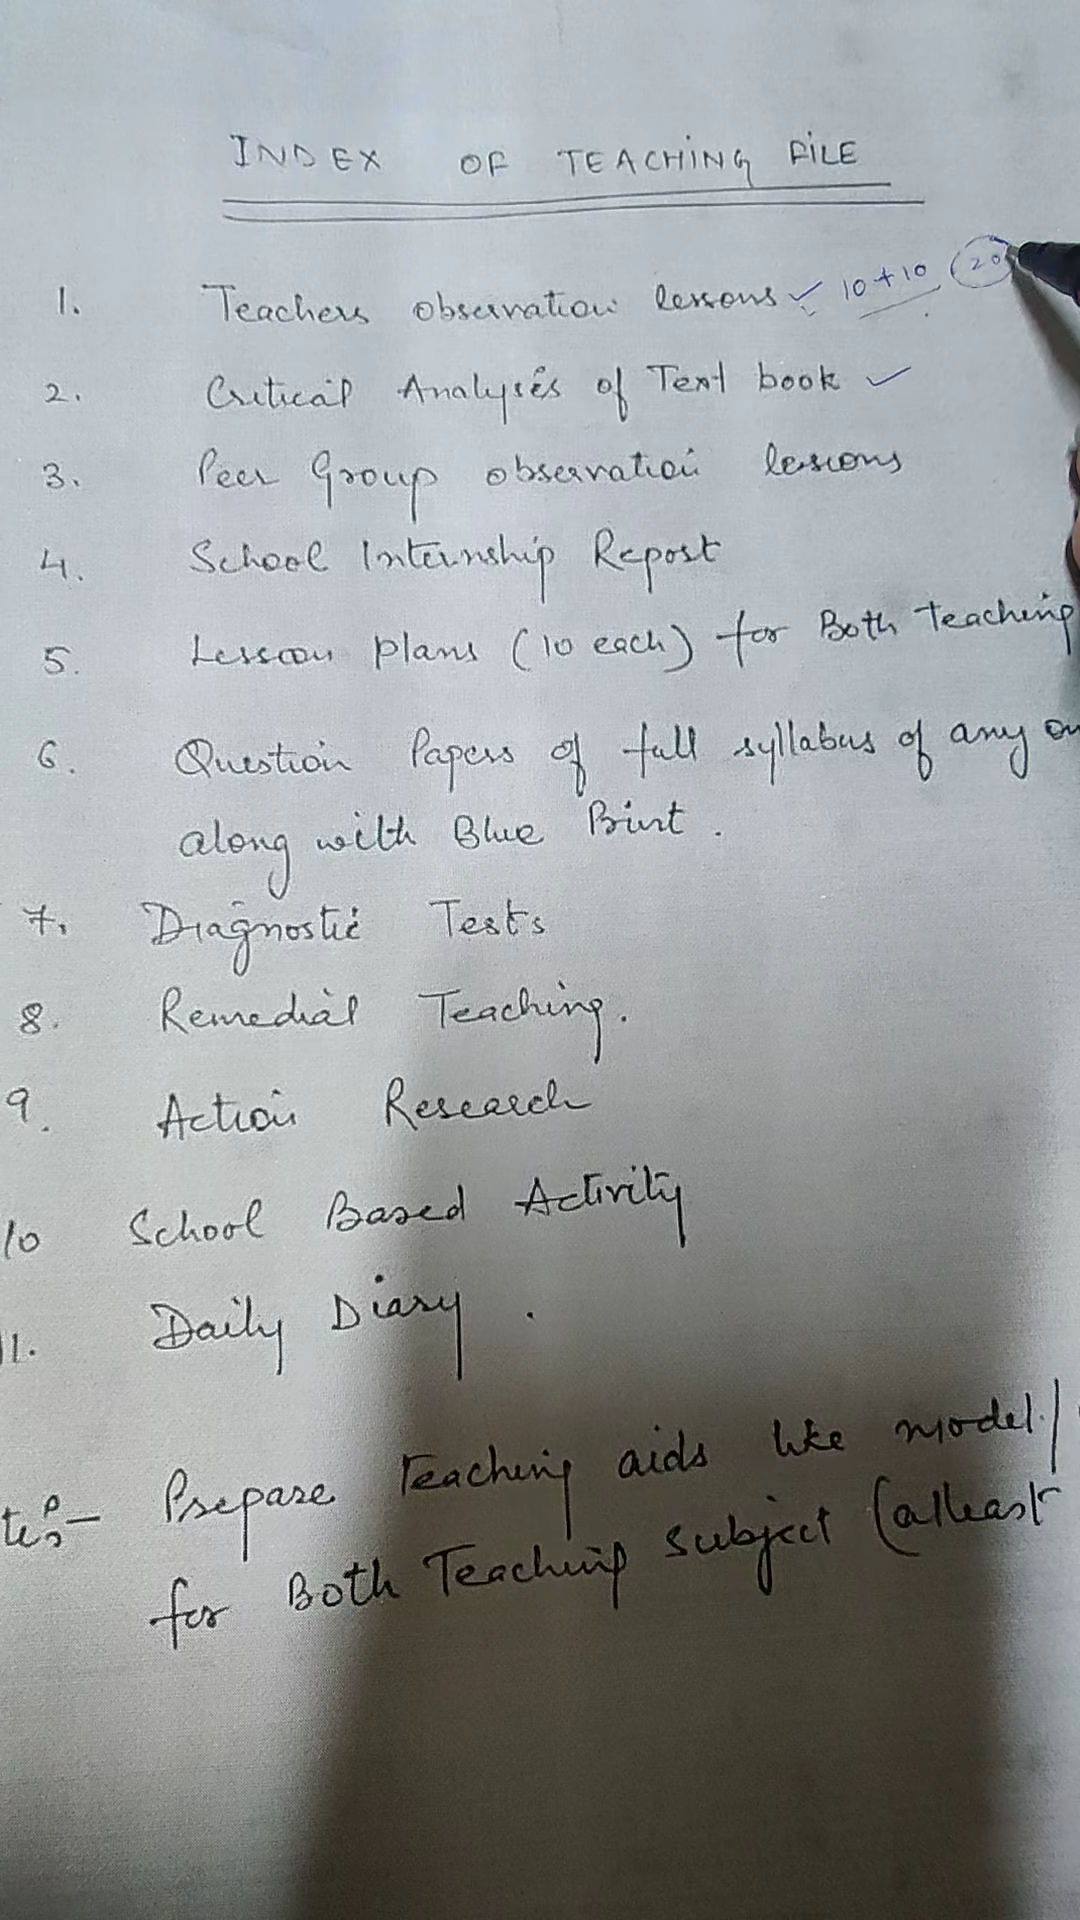 INDEX OF TEACHING FILE
1. Teachers observation lessons ✓ 10+10 20
2. Critical Analysis of Text book ✓
3. Peer Group observation lessons
4. School Internship Report
5. Lesson plans (10 each) for Both Teaching
6. Question Papers of full syllabus of any
along with Blue Print.
7. Diagnostic Tests
8. Remedial Teaching.
9. Action Research
10 School Based Activity
11. Daily Diary.
Prepare Teaching aids like model/
for Both Teaching subject (atleast